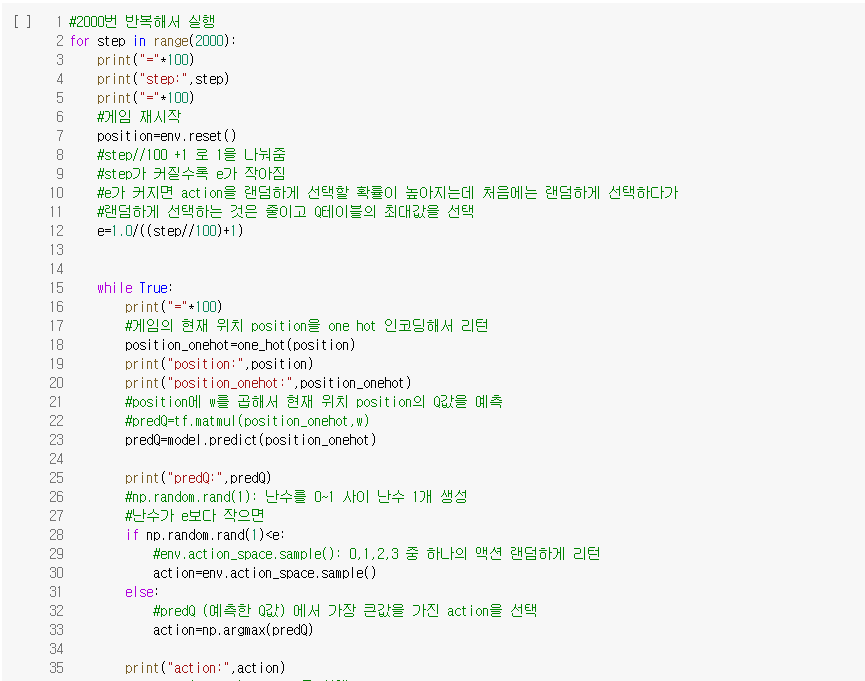 [ ] 1 #2000번 반복해서 실행
2 for step in range(2000):
3     print("="*100)
4     print("step:",step)
5     print("="*100)
6     #게임 재시작
7     position=env.reset()
8     #step//100 +1 로 1을 나눠줌
9     #step가 커질수록 e가 작아짐
10     #e가 커지면 action을 랜덤하게 선택할 확률이 높아지는데 처음에는 랜덤하게 선택하다가
11     #랜덤하게 선택하는 것은 줄이고 Q테이블의 최대값을 선택
12     e=1.0/((step//100)+1)
13
14
15     while True:
16         print("="*100)
17         #게임의 현재 위치 position을 one hot 인코딩해서 리턴
18         position_onehot=one_hot(position)
19         print("position:",position)
20         print("position_onehot:",position_onehot)
21         #position에 w를 곱해서 현재 위치 position의 Q값을 예측
22         #predQ=tf.matmul(position_onehot,w)
23         predQ=model.predict(position_onehot)
24
25         print("predQ:",predQ)
26         #np.random.rand(1): 난수를 0~1 사이 난수 1개 생성
27         #난수가 e보다 작으면
28         if np.random.rand(1)<e:
29             #env.action_space.sample(): 0,1,2,3 중 하나의 액션 랜덤하게 리턴
30             action=env.action_space.sample()
31         else:
32             #predQ (예측한 Q값) 에서 가장 큰값을 가진 action을 선택
33             action=np.argmax(predQ)
34
35         print("action:",action)